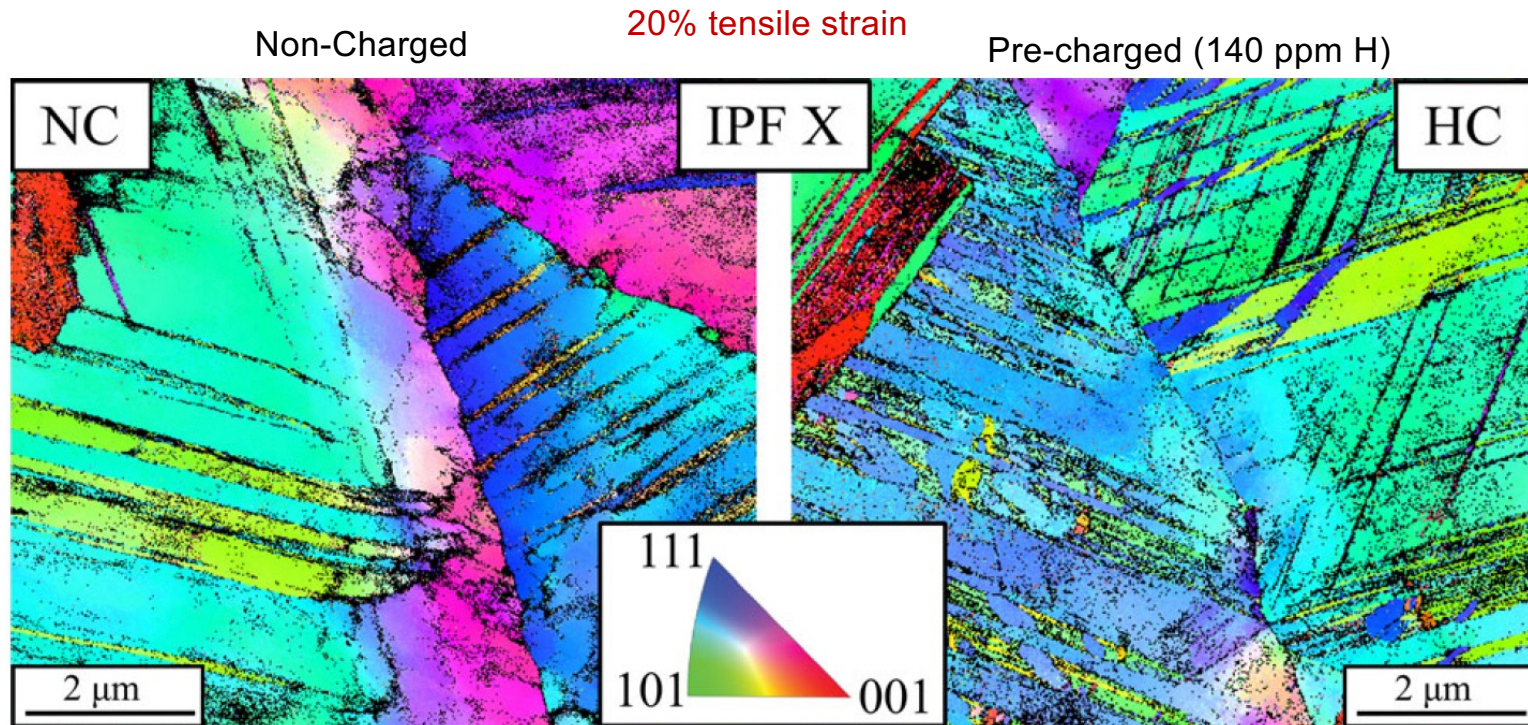 20% tensile strain
Non-Charged
Pre-charged (140 ppm H)
NC
IPF X
HC
111
101
001
2 μm
2 μm